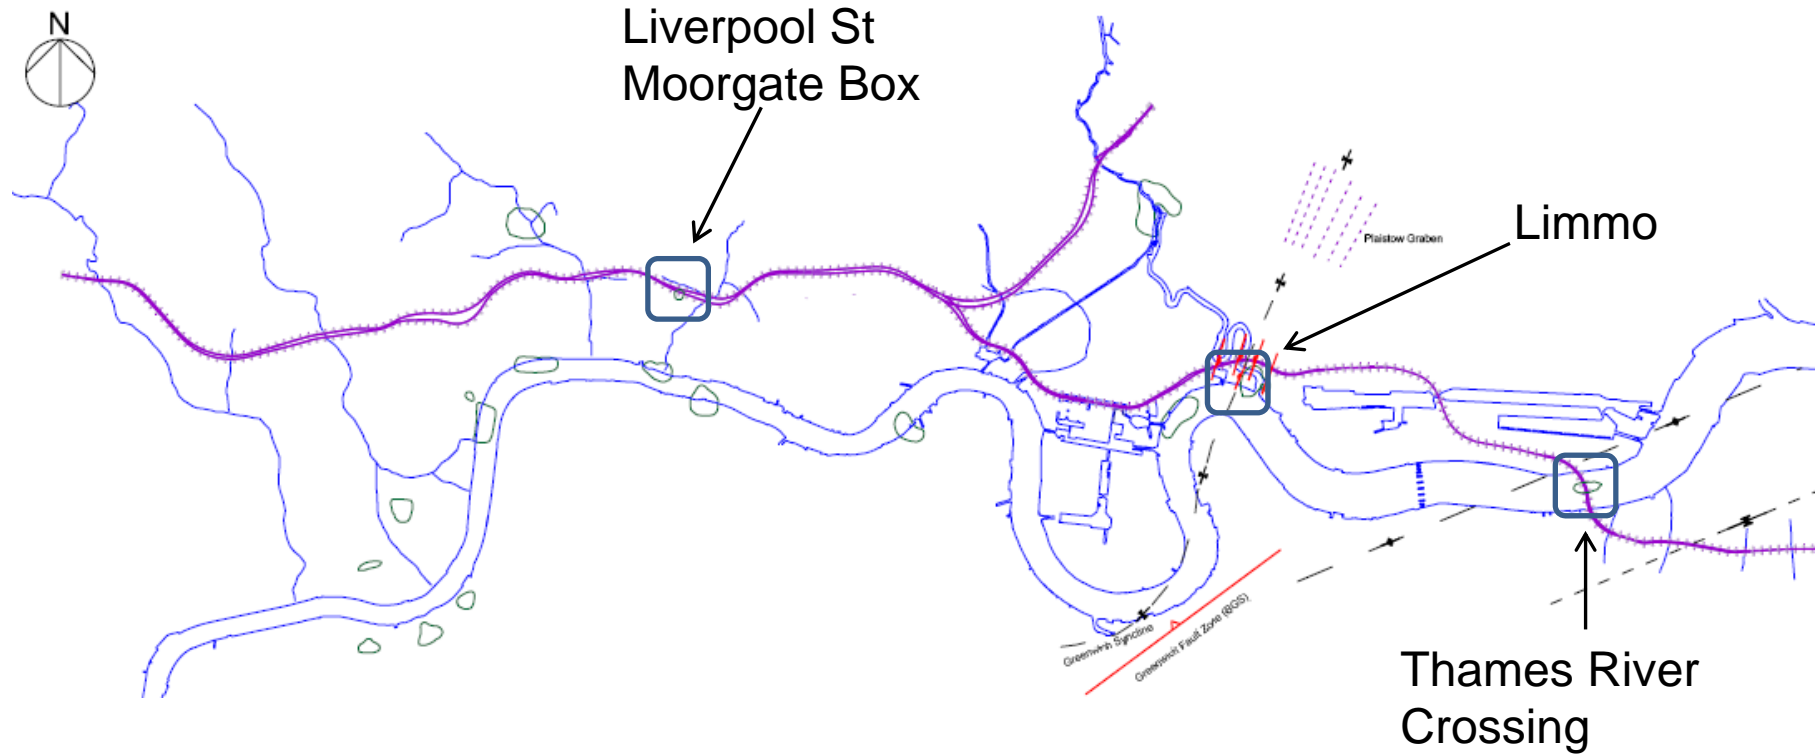 N
Liverpool St
Moorgate Box
Plaistow Graben
Limmo
Greenwich Syncline
Greenwich Fault Zone (BGS)
Thames River
Crossing